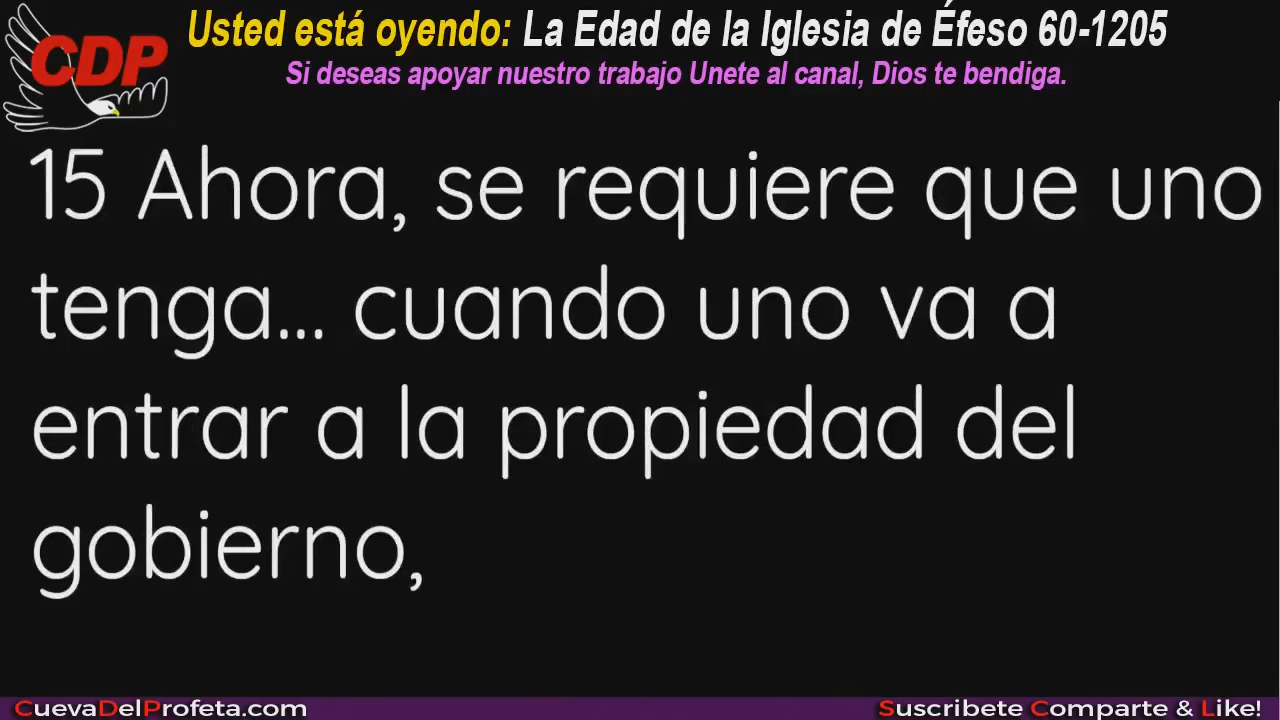 CDP
Usted está oyendo: La Edad de la Iglesia de Éfeso 60-1205
Si deseas apoyar nuestro trabajo Unete al canal, Dios te bendiga.
15 Ahora, se requiere que uno
tenga... cuando uno va a
entrar a la propiedad del
gobierno,
CuevaDelProfeta.com
Suscribete Comparte & Like!